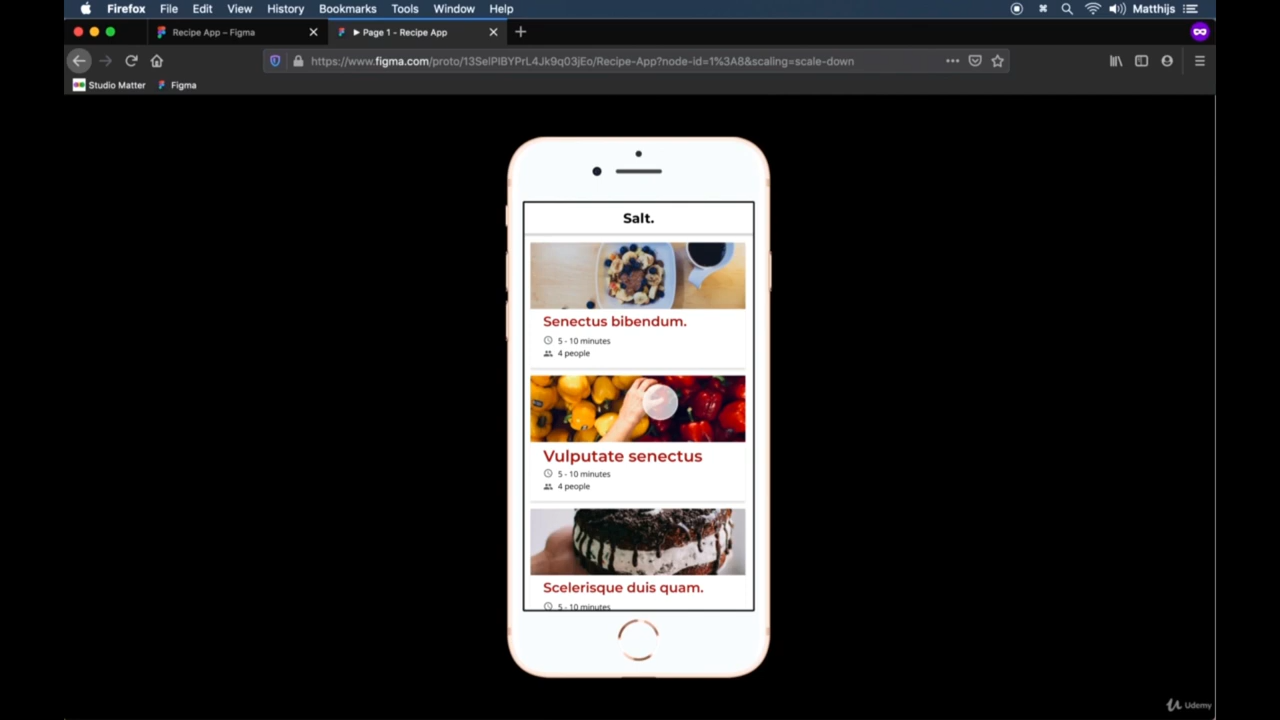 Firefox File Edit View History Bookmarks Tools Window Help Matthijs
Recipe App – Figma Page 1 - Recipe App
https://www.figma.com/proto/13SelPIBYPrL4Jk9q03jEo/Recipe-App?node-id=1%3A8&scaling=scale-down
Studio Matter Figma
Salt.
Senectus bibendum.
5 - 10 minutes
4 people
Vulputate senectus
5 - 10 minutes
4 people
Scelerisque duis quam.
5 - 10 minutes
Udemy